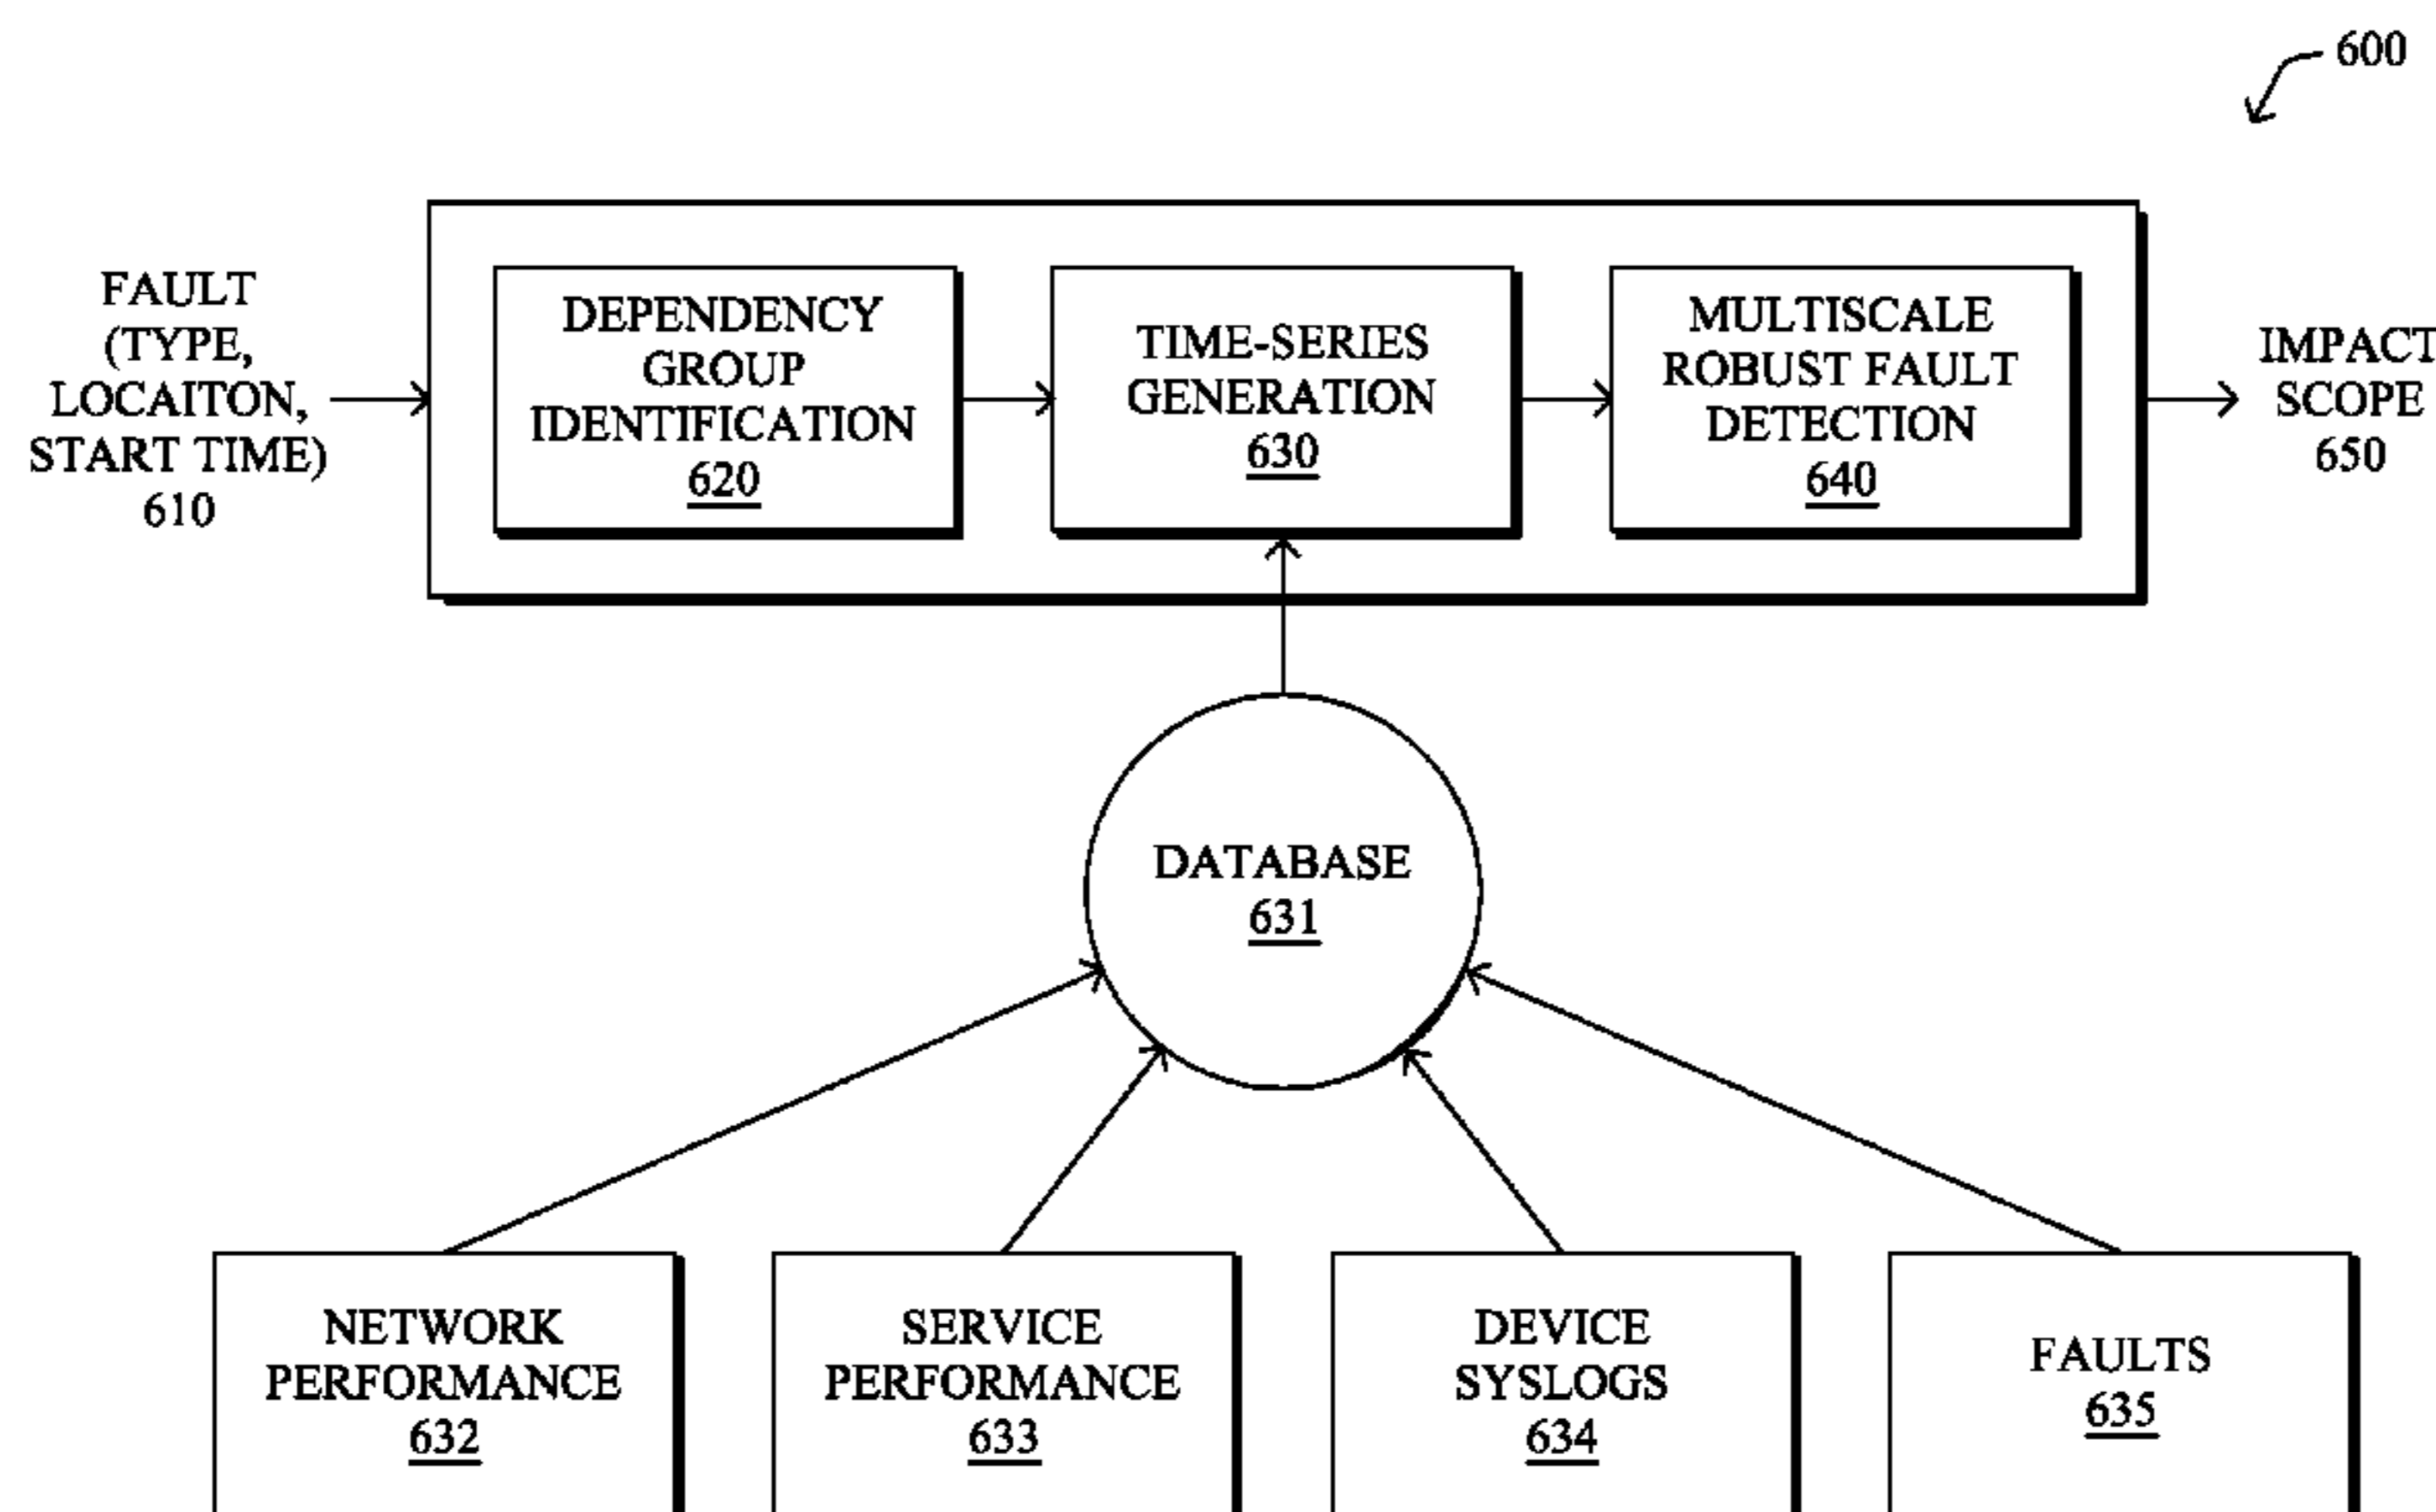 600
FAULT
(TYPE,
LOCAITON,
START TIME)
610
DEPENDENCY
GROUP
IDENTIFICATION
620
TIME-SERIES
GENERATION
630
MULTISCALE
ROBUST FAULT
DETECTION
640
IMPACT
SCOPE
650
DATABASE
631
NETWORK
PERFORMANCE
632
SERVICE
PERFORMANCE
633
DEVICE
SYSLOGS
634
FAULTS
635